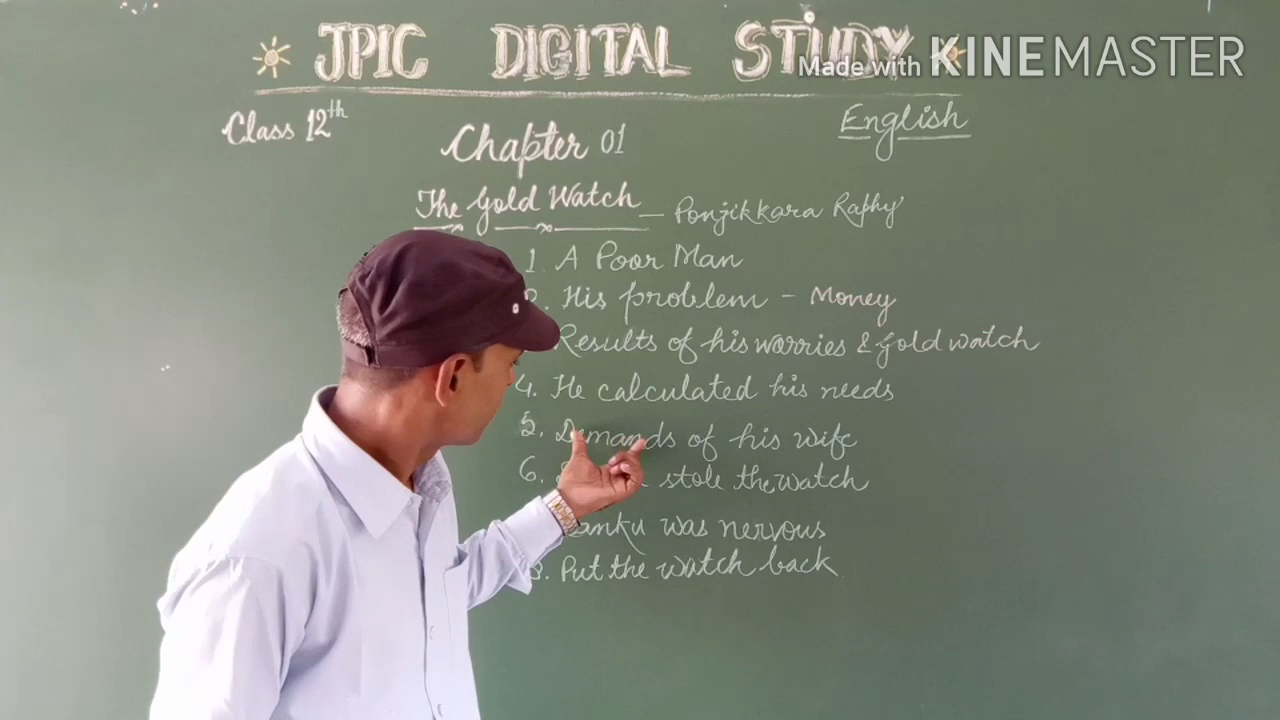 JPIC DIGITAL STUDY
Made with KINEMASTER
Class 12th
English
Chapter 01
The Gold Watch - Ponjikkara Raphy
1. A Poor Man
His problem - Money
Results of his worries & Gold watch
4. He calculated his needs
5. Demands of his wife
6. stole the watch
was nervous
8. Put the watch back